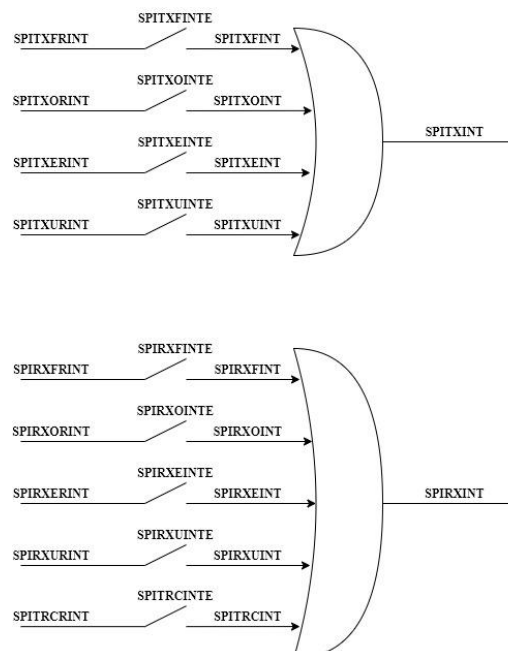 SPITXFINTE
SPITXFRINT SPITXFINT
SPITXOINTE
SPITXORINT SPITXOINT
SPITXINT
SPITXEINTE
SPITXERINT SPITXEINT
SPITXUINTE
SPITXURINT SPITXUINT
SPIRXFINTE
SPIRXFRINT SPIRXFINT
SPIRXOINTE
SPIRXORINT SPIRXOINT
SPIRXEINTE
SPIRXERINT SPIRXEINT SPIRXINT
SPIRXUINTE
SPIRXURINT SPIRXUINT
SPITRCINTE
SPITRCRINT SPITRCINT